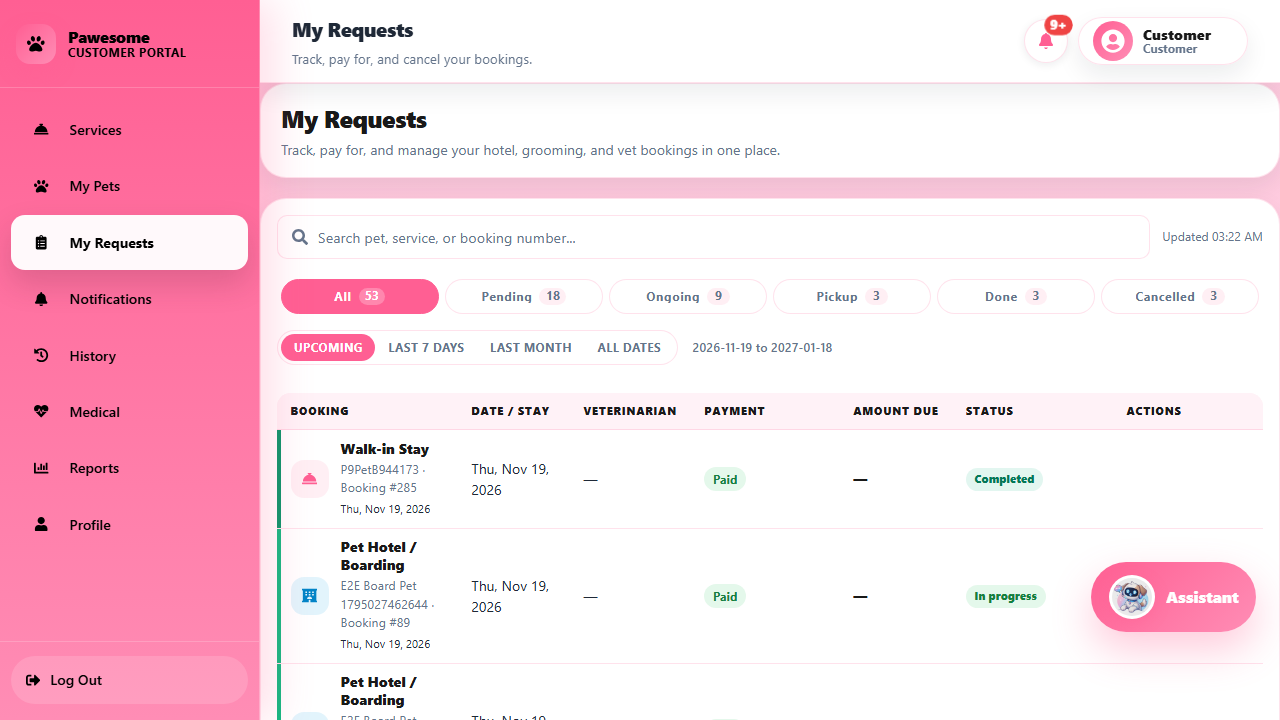 Pawesome
CUSTOMER PORTAL
Services
My Pets
My Requests
Notifications
History
Medical
Reports
Profile
Log Out
My Requests
Track, pay for, and cancel your bookings.
9+
Customer
Customer
My Requests
Track, pay for, and manage your hotel, grooming, and vet bookings in one place.
Search pet, service, or booking number...
Updated 03:22 AM
All 53
Pending 18
Ongoing 9
Pickup 3
Done 3
Cancelled 3
UPCOMING
LAST 7 DAYS
LAST MONTH
ALL DATES
2026-11-19 to 2027-01-18
BOOKING
DATE / STAY
VETERINARIAN
PAYMENT
AMOUNT DUE
STATUS
ACTIONS
Walk-in Stay
P9PetB944173 ·
Booking #285
Thu, Nov 19, 2026
Thu, Nov 19,
2026
—
Paid
—
Completed
Pet Hotel /
Boarding
E2E Board Pet
1795027462644 ·
Booking #89
Thu, Nov 19, 2026
Thu, Nov 19,
2026
—
Paid
—
In progress
Assistant
Pet Hotel /
Boarding
E2E Board Pet
Thu, Nov 19,